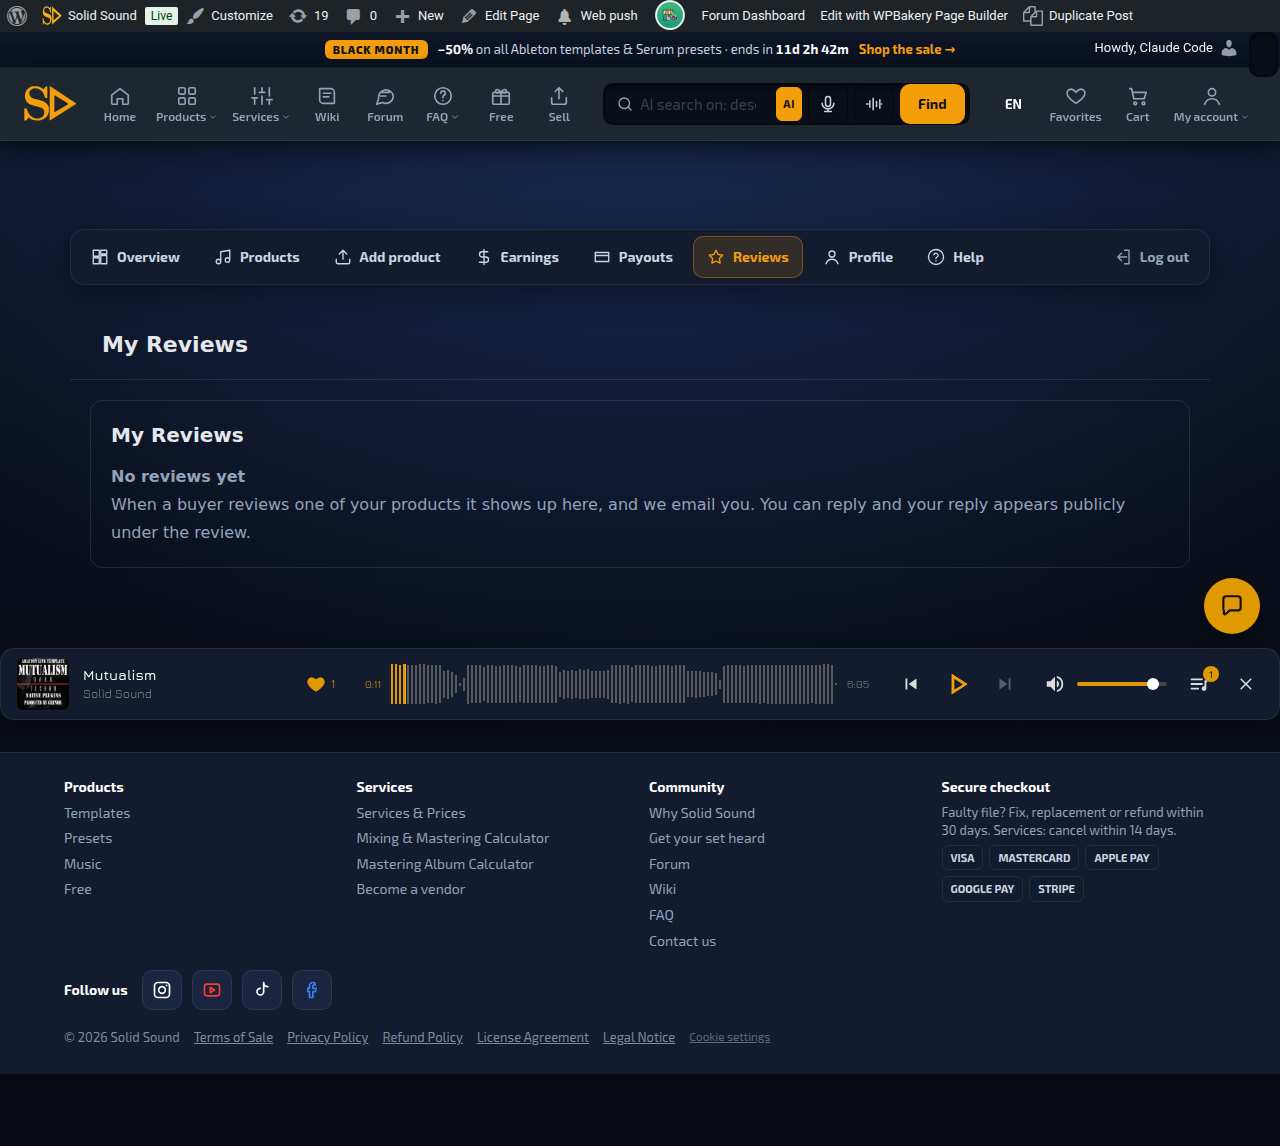 Solid Sound Live Customize 19 0 New Edit Page Web push Forum Dashboard Edit with WPBakery Page Builder Duplicate Post
BLACK MONTH −50% on all Ableton templates & Serum presets · ends in 11d 2h 42m Shop the sale →
Howdy, Claude Code
Home Products Services Wiki Forum FAQ Free Sell
AI search on: des
AI
Find
EN
Favorites Cart My account
Overview Products Add product Earnings Payouts Reviews Profile Help Log out
My Reviews
My Reviews
No reviews yet
When a buyer reviews one of your products it shows up here, and we email you. You can reply and your reply appears publicly
under the review.
MUTUALISM
Mutualism
Solid Sound
1
0:11
6:05
1
Products
Templates
Presets
Music
Free
Services
Services & Prices
Mixing & Mastering Calculator
Mastering Album Calculator
Become a vendor
Community
Why Solid Sound
Get your set heard
Forum
Wiki
FAQ
Contact us
Secure checkout
Faulty file? Fix, replacement or refund within
30 days. Services: cancel within 14 days.
VISA MASTERCARD APPLE PAY
GOOGLE PAY STRIPE
Follow us
© 2026 Solid Sound Terms of Sale Privacy Policy Refund Policy License Agreement Legal Notice Cookie settings